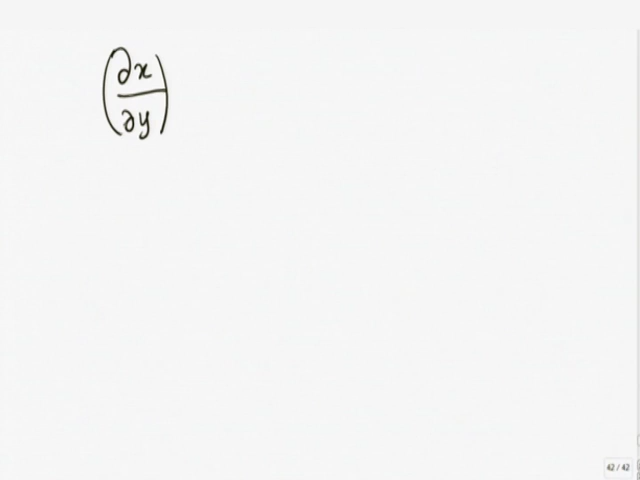 (∂x/∂y)
42 / 42